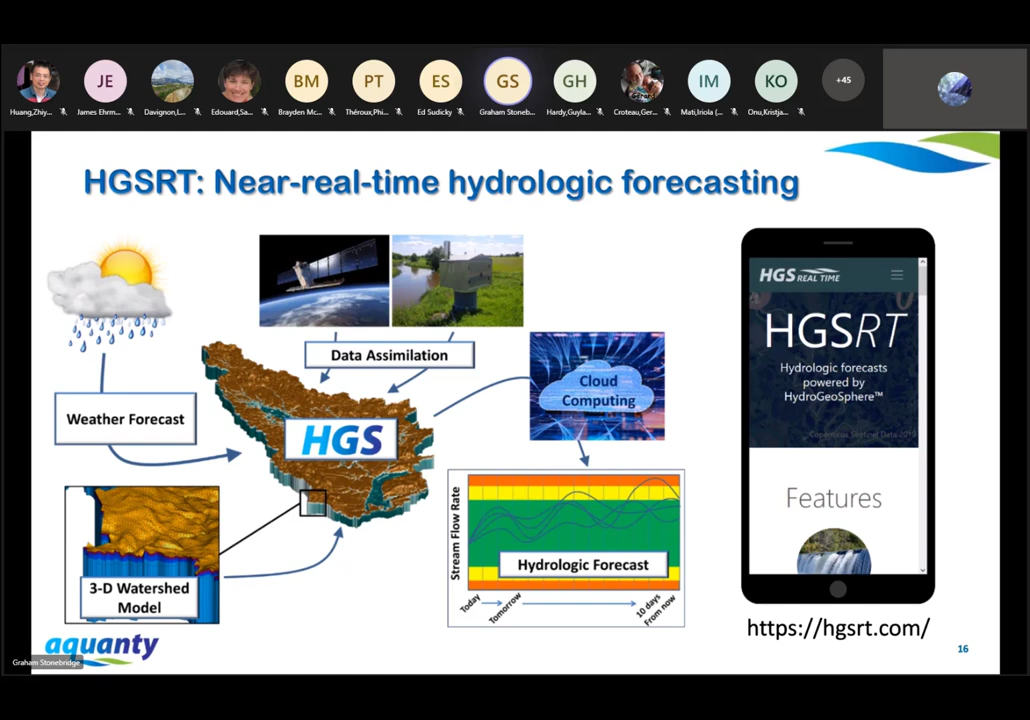 JE
BM
PT
ES
GS
GH
IM
KO
+45
Huang,Zhiy...
James Ehrm...
Davignon,L...
Edouard,Sa...
Brayden Mc...
Théroux,Phi...
Ed Sudicky
Graham Stoneb...
Hardy,Guyla...
Croteau,Ger...
Mati,Iriola (...
Onu,Kristja...
HGSRT: Near-real-time hydrologic forecasting
Data Assimilation
Weather Forecast
HGS
Cloud
Computing
3-D Watershed
Model
Stream Flow Rate
Hydrologic Forecast
Today
Tomorrow
10 days
From now
HGS REAL TIME
HGSRT
Hydrologic forecasts
powered by
HydroGeoSphere™
Features
https://hgsrt.com/
aquanty
Graham Stonebridge
16